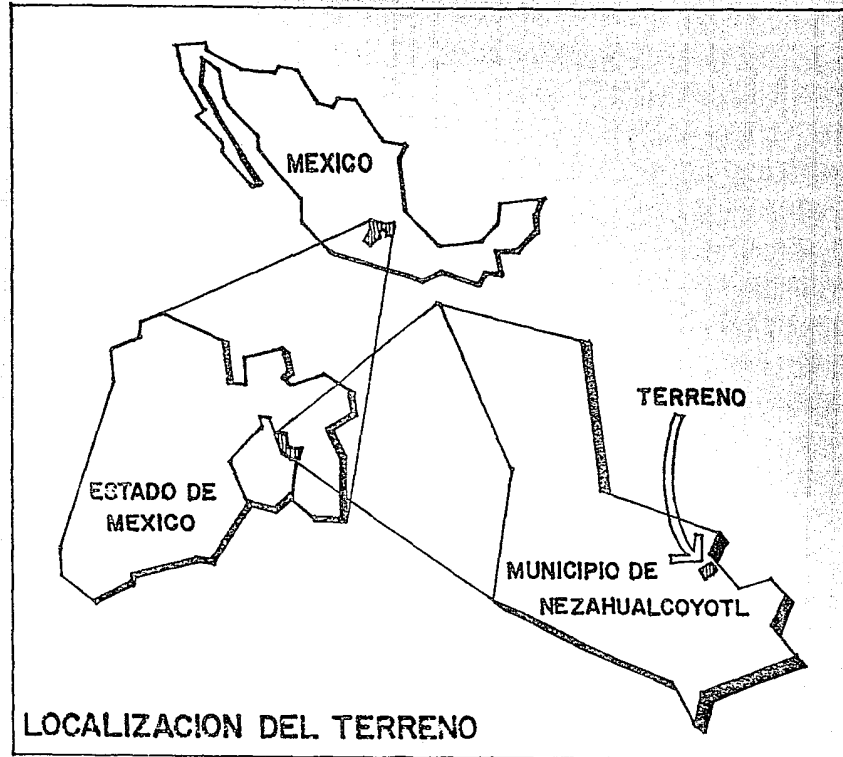 MEXICO
TERRENO
ESTADO DE
MEXICO
MUNICIPIO DE
NEZAHUALCOYOTL
LOCALIZACION DEL TERRENO